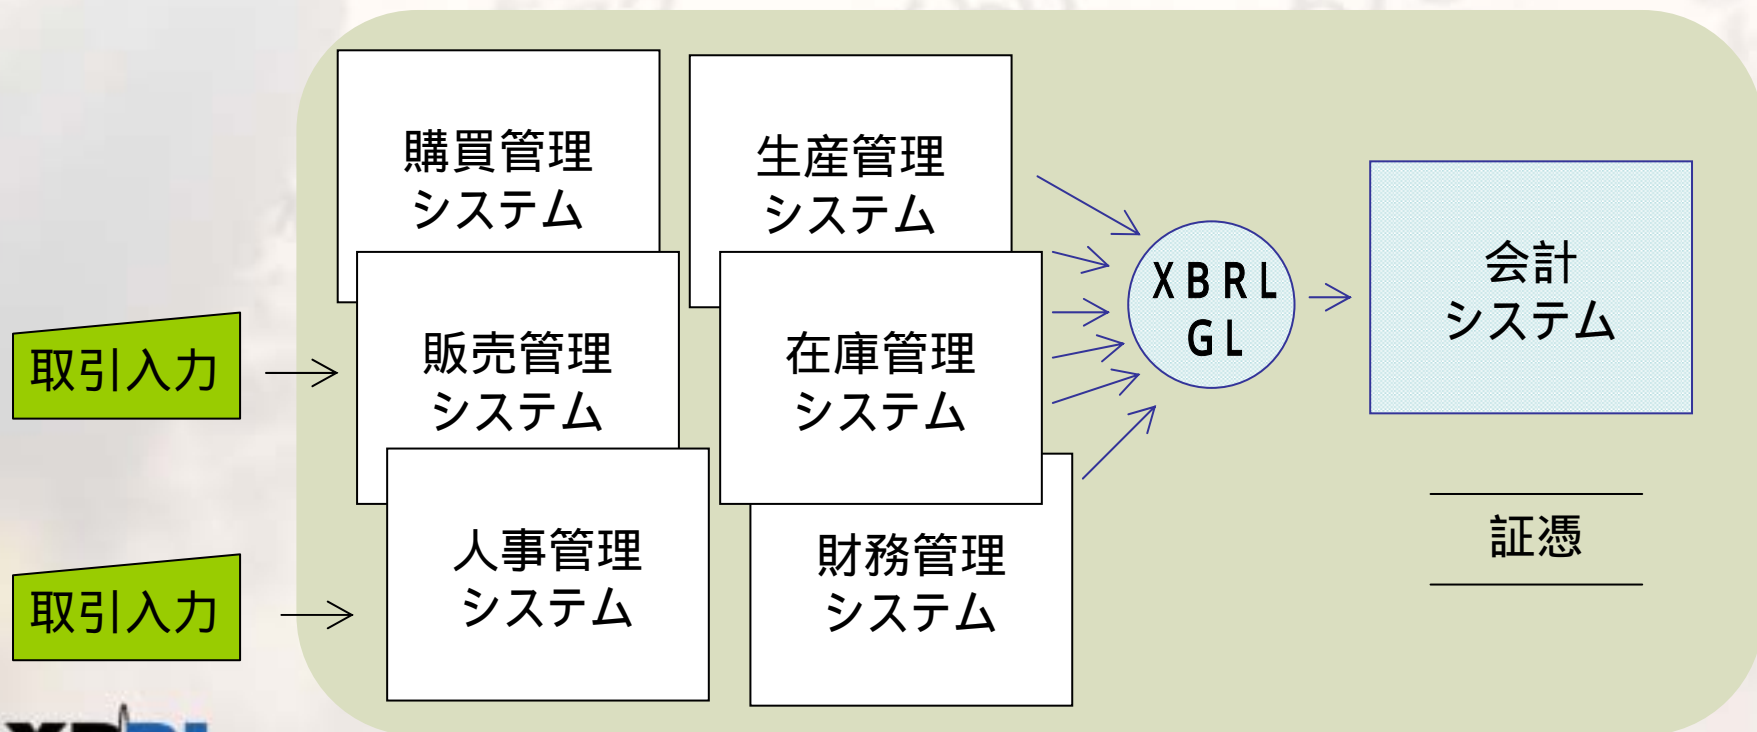 購買管理
システム
生産管理
システム
取引入力
販売管理
システム
在庫管理
システム
XBRL
GL
会計
システム
取引入力
人事管理
システム
財務管理
システム
証憑